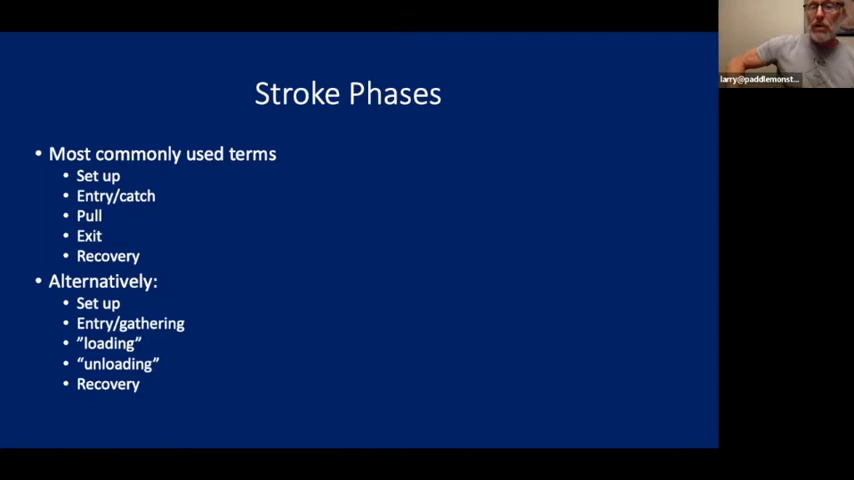 larry@paddlemonst...
Stroke Phases
• Most commonly used terms
• Set up
• Entry/catch
• Pull
• Exit
• Recovery
• Alternatively:
• Set up
• Entry/gathering
• ”loading”
• “unloading”
• Recovery